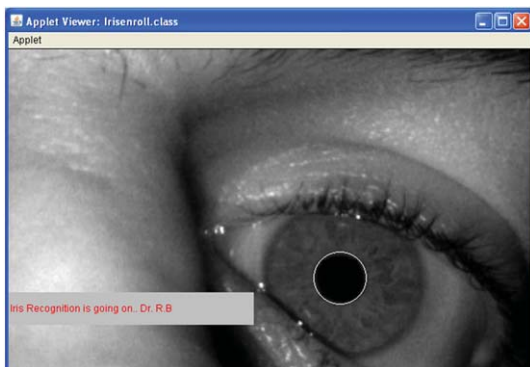 Applet Viewer: Irisenroll.class
Applet
Iris Recognition is going on.. Dr. R.B